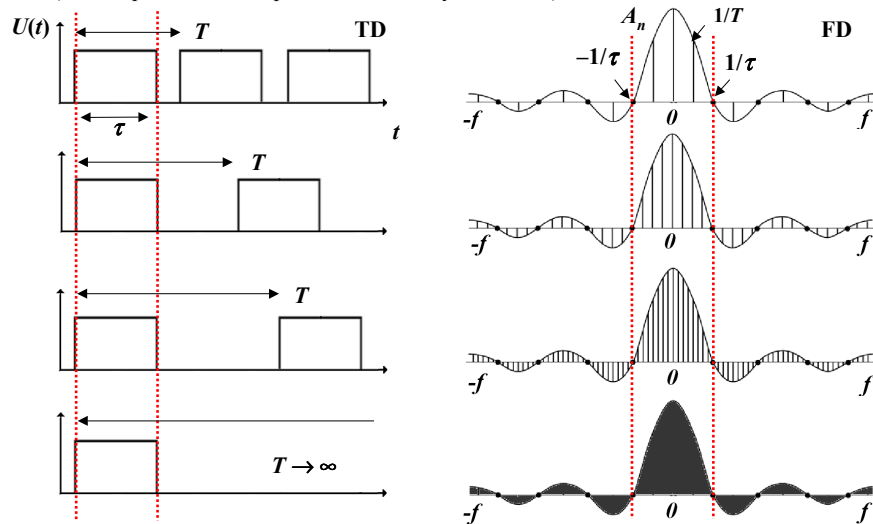 U(t) T TD A_n 1/T FD
−1/τ 1/τ
τ t -f 0 f
T
-f 0 f
T
-f 0 f
T → ∞
-f 0 f